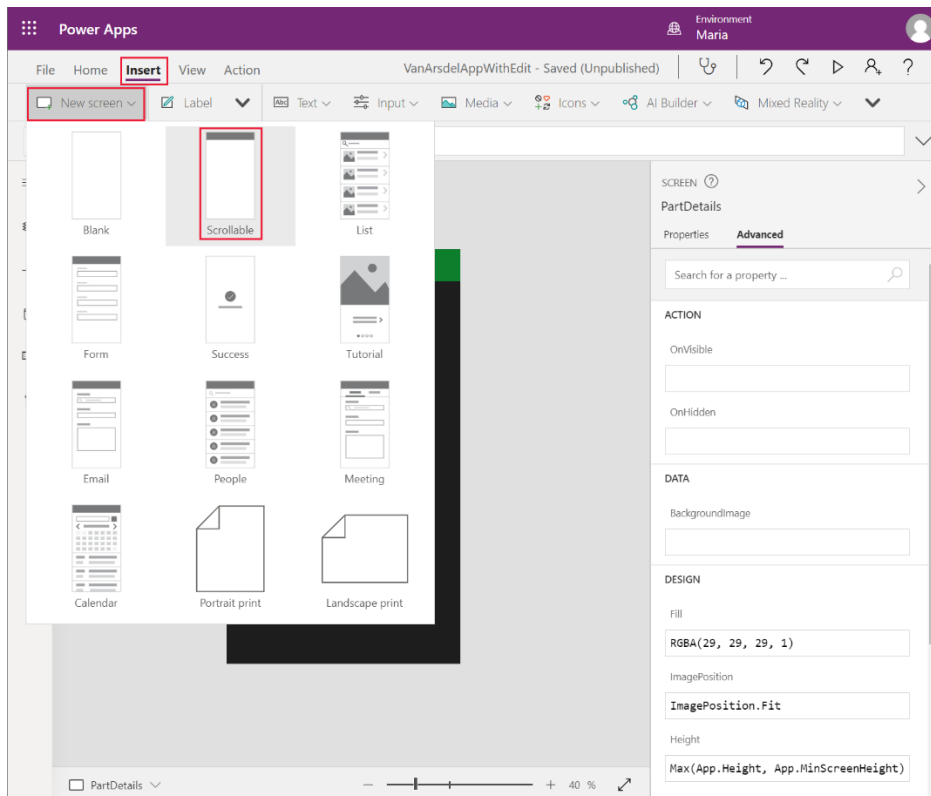 Power Apps
Environment
Maria
File Home Insert View Action
VanArsdelAppWithEdit - Saved (Unpublished)
New screen Label Text Input Media Icons AI Builder Mixed Reality
Blank Scrollable List
Form Success Tutorial
Email People Meeting
Calendar Portrait print Landscape print
SCREEN
PartDetails
Properties Advanced
Search for a property ...
ACTION
OnVisible
OnHidden
DATA
BackgroundImage
DESIGN
Fill
RGBA(29, 29, 29, 1)
ImagePosition
ImagePosition.Fit
Height
Max(App.Height, App.MinScreenHeight)
PartDetails
40 %